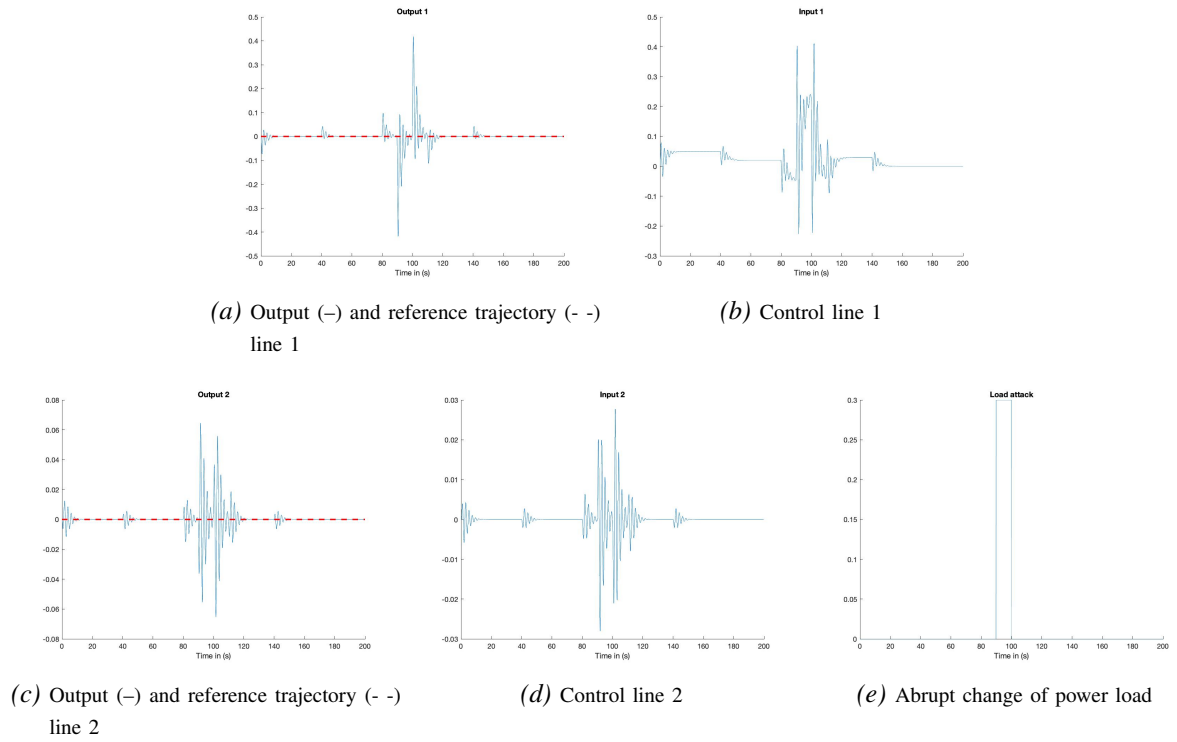 Output 1
0.5
0.4
0.3
0.2
0.1
0
-0.1
-0.2
-0.3
-0.4
-0.5
0 20 40 60 80 100 120 140 160 180 200
Time in (s)
(a) Output (–) and reference trajectory (- -)
line 1
Input 1
0.5
0.4
0.3
0.2
0.1
0
-0.1
-0.2
-0.3
0 20 40 60 80 100 120 140 160 180 200
Time in (s)
(b) Control line 1
Output 2
0.08
0.06
0.04
0.02
0
-0.02
-0.04
-0.06
-0.08
0 20 40 60 80 100 120 140 160 180 200
Time in (s)
(c) Output (–) and reference trajectory (- -)
line 2
Input 2
0.03
0.02
0.01
0
-0.01
-0.02
-0.03
0 20 40 60 80 100 120 140 160 180 200
Time in (s)
(d) Control line 2
Load attack
0.3
0.25
0.2
0.15
0.1
0.05
0
0 20 40 60 80 100 120 140 160 180 200
Time in (s)
(e) Abrupt change of power load